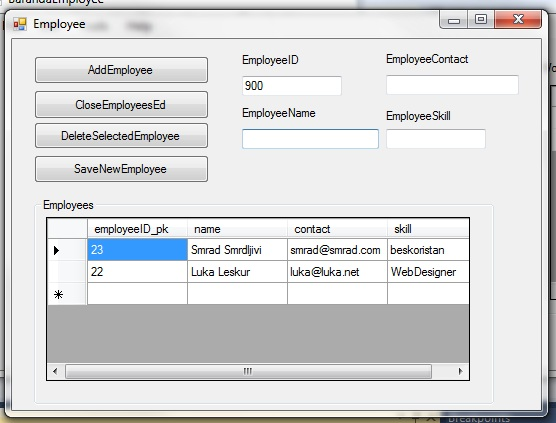 Employee
AddEmployee
CloseEmployeesEd
DeleteSelectedEmployee
SaveNewEmployee
EmployeeID
900
EmployeeContact
EmployeeName
EmployeeSkill
Employees
employeeID_pk name contact skill
23 Smrad Smrdljivi smrad@smrad.com beskoristan
22 Luka Leskur luka@luka.net WebDesigner
Breakpoints